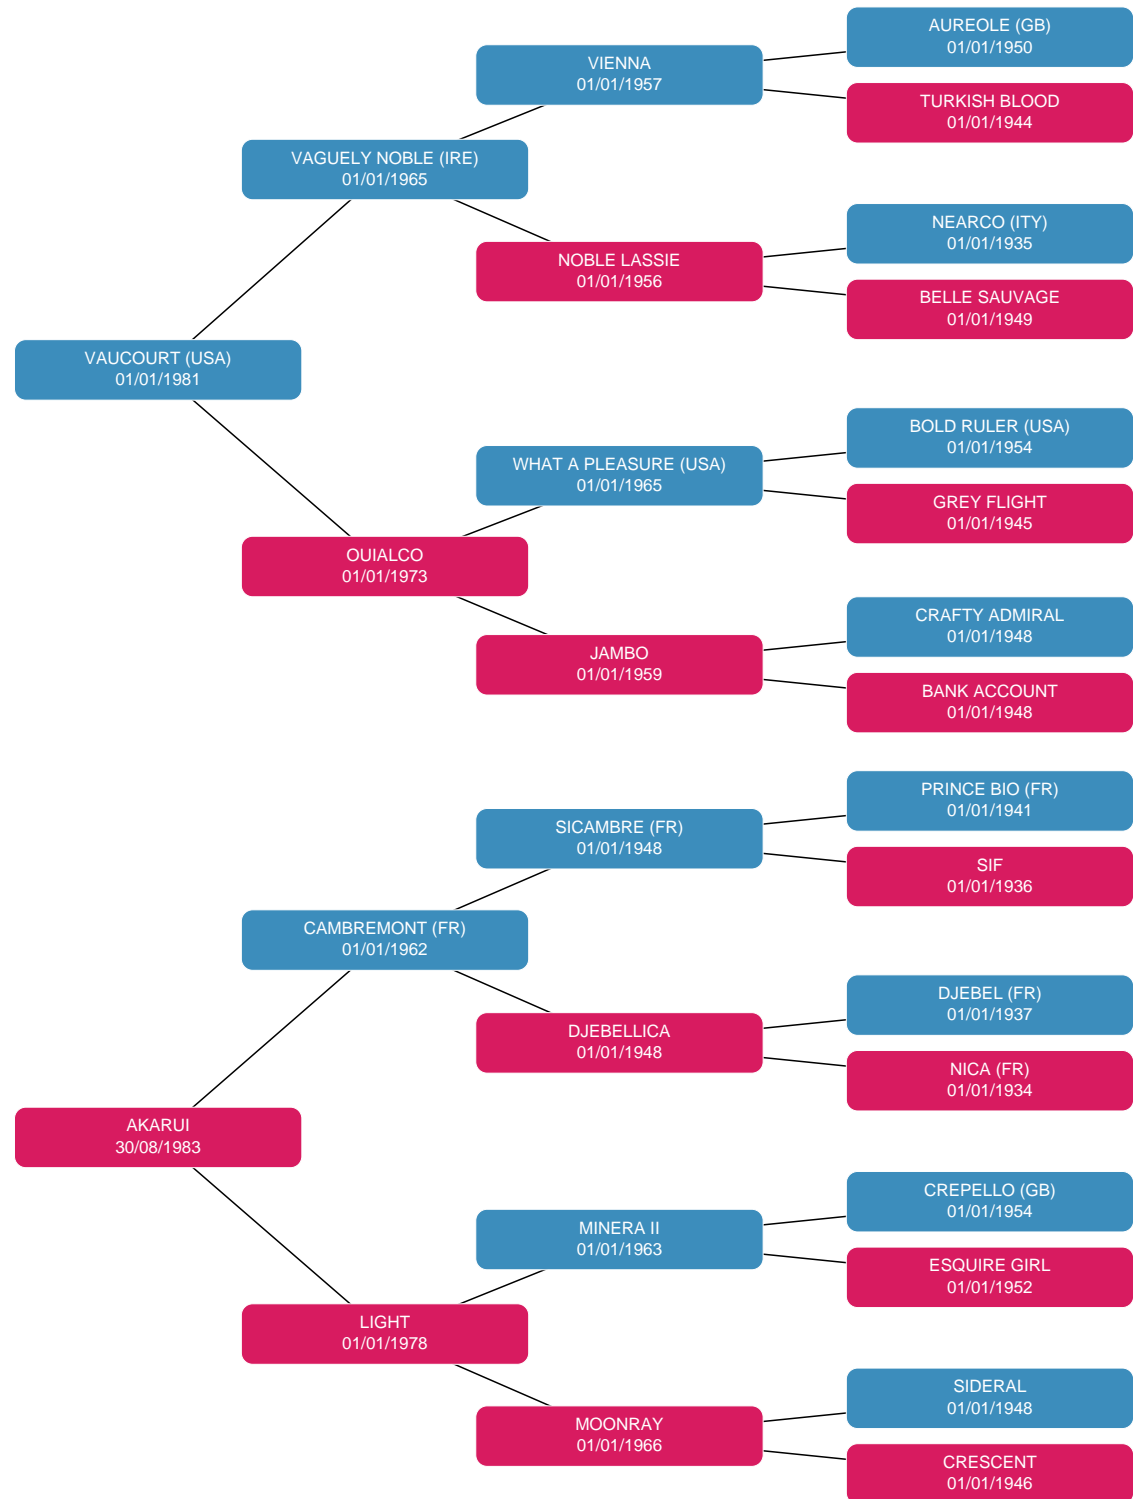 AUREOLE (GB)
01/01/1950
VIENNA
01/01/1957
TURKISH BLOOD
01/01/1944
VAGUELY NOBLE (IRE)
01/01/1965
NEARCO (ITY)
01/01/1935
NOBLE LASSIE
01/01/1956
BELLE SAUVAGE
01/01/1949
VAUCOURT (USA)
01/01/1981
BOLD RULER (USA)
01/01/1954
WHAT A PLEASURE (USA)
01/01/1965
GREY FLIGHT
01/01/1945
OUIALCO
01/01/1973
CRAFTY ADMIRAL
01/01/1948
JAMBO
01/01/1959
BANK ACCOUNT
01/01/1948
PRINCE BIO (FR)
01/01/1941
SICAMBRE (FR)
01/01/1948
SIF
01/01/1936
CAMBREMONT (FR)
01/01/1962
DJEBEL (FR)
01/01/1937
DJEBELLICA
01/01/1948
NICA (FR)
01/01/1934
AKARUI
30/08/1983
CREPELLO (GB)
01/01/1954
MINERA II
01/01/1963
ESQUIRE GIRL
01/01/1952
LIGHT
01/01/1978
SIDERAL
01/01/1948
MOONRAY
01/01/1966
CRESCENT
01/01/1946